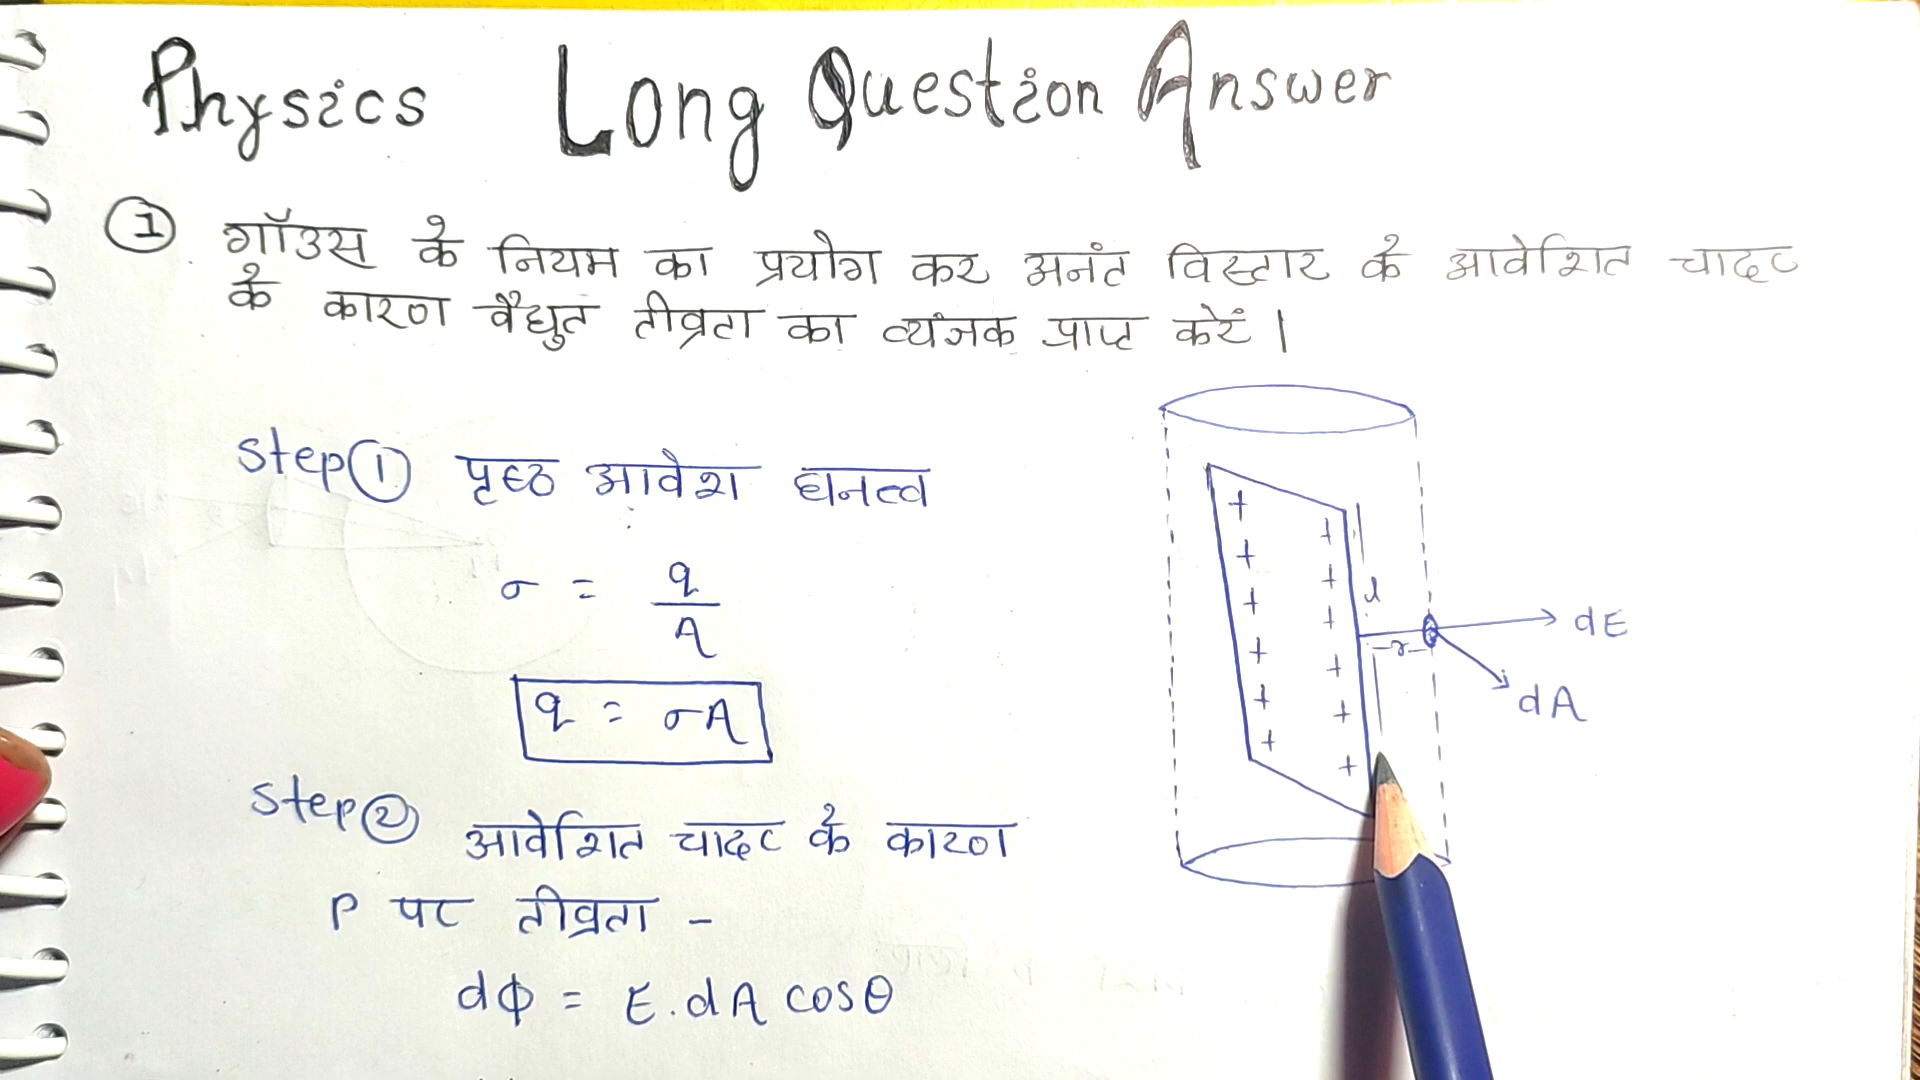 Physics Long Question Answer
① गॉउस के नियम का प्रयोग कर अनंत विस्तार के आवेशित चादर
के कारण वैधुत तीव्रता का व्यंजक प्राप्त करें।
Step ① पृष्ठ आवेश घनत्व
σ = q/A
q = σA
Step ② आवेशित चादर के कारण
P पर तीव्रता -
dΦ = E.dA cosθ
+ + + + + +
+ + + + + +
l
r
dE
dA